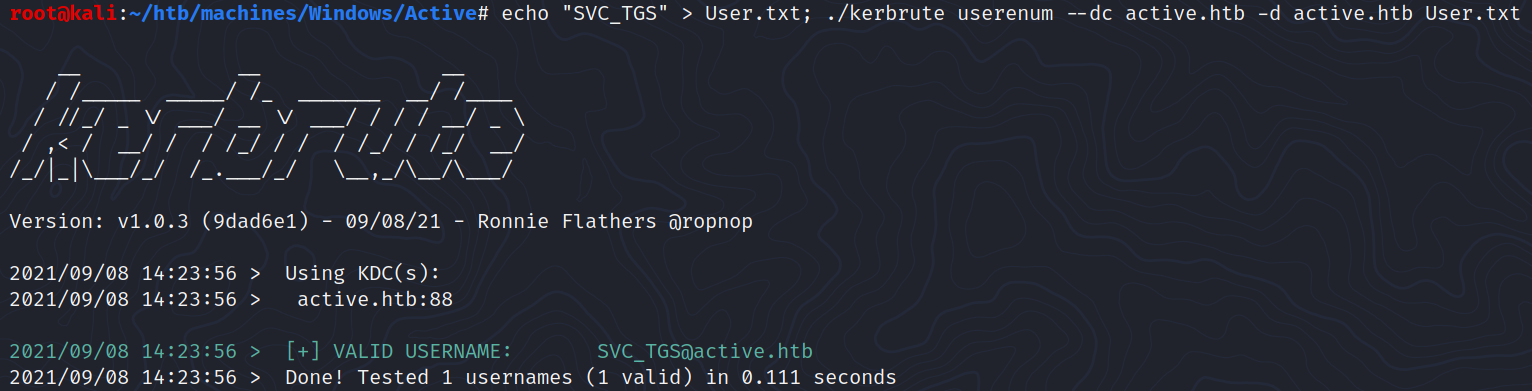 root@kali:~/htb/machines/Windows/Active# echo "SVC_TGS" > User.txt; ./kerbrute userenum --dc active.htb -d active.htb User.txt
    __             __               __
   / /_____  _____/ /_  _______  __/ /____
  / //_/ _ \/ ___/ __ \/ ___/ / / / __/ _ \
 / ,< /  __/ /  / /_/ / /  / /_/ / /_/  __/
/_/|_|\___/_/  /_.___/_/   \__,_/\__/\___/
Version: v1.0.3 (9dad6e1) - 09/08/21 - Ronnie Flathers @ropnop
2021/09/08 14:23:56 >  Using KDC(s):
2021/09/08 14:23:56 >   active.htb:88
2021/09/08 14:23:56 >  [+] VALID USERNAME:       SVC_TGS@active.htb
2021/09/08 14:23:56 >  Done! Tested 1 usernames (1 valid) in 0.111 seconds